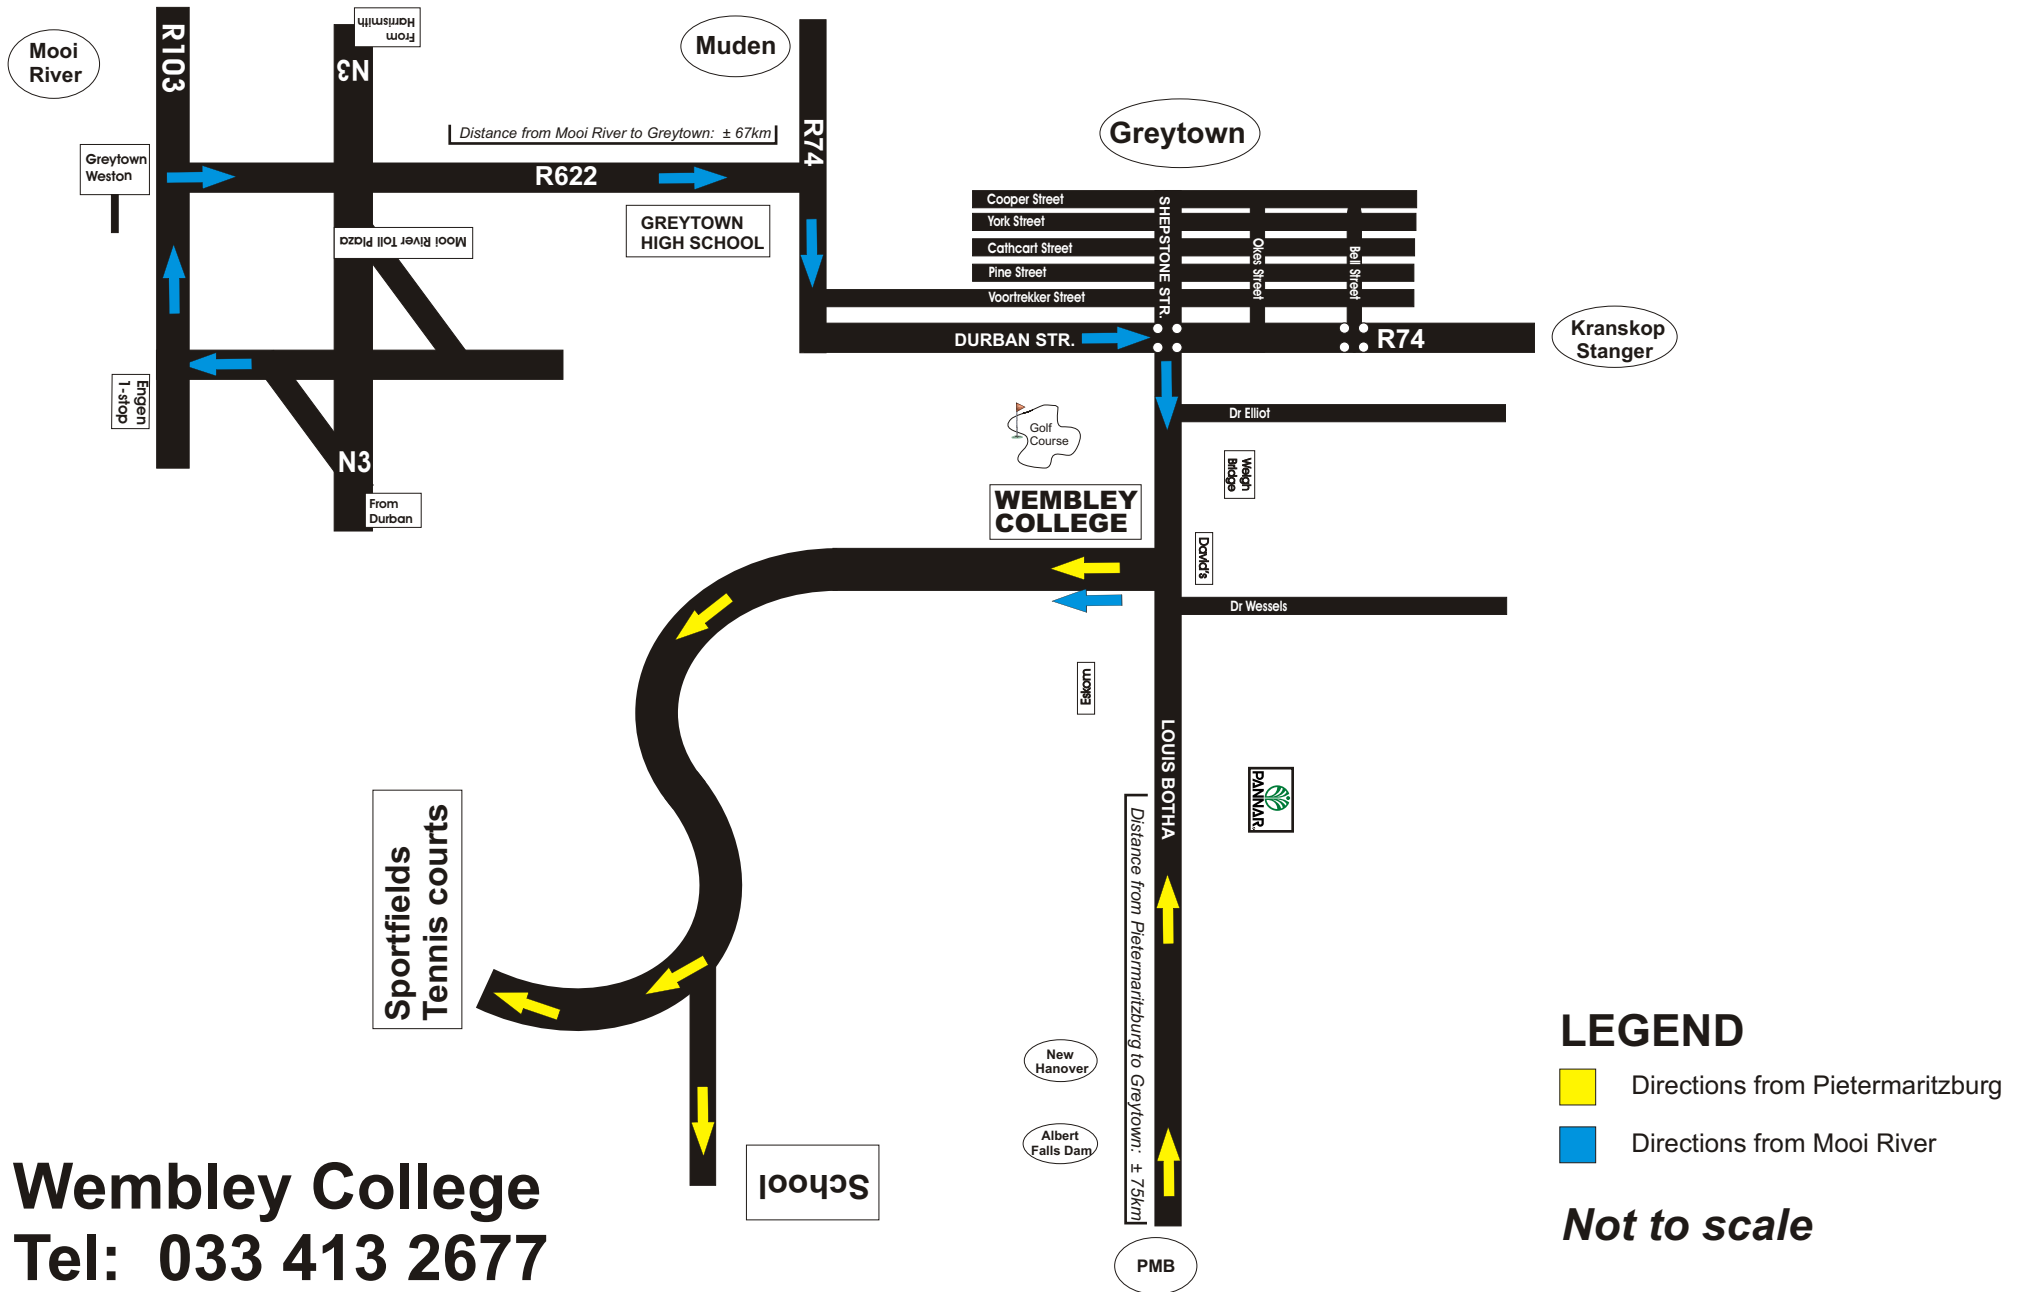 Mooi
River
R103
From
Harrismith
N3
Muden
R74
Distance from Mooi River to Greytown: ± 67km
Greytown
Greytown
Weston
R622
GREYTOWN
HIGH SCHOOL
Mooi River Toll Plaza
Cooper Street
York Street
Cathcart Street
Pine Street
Voortrekker Street
SHEPSTONE STR.
Okes Street
Bell Street
DURBAN STR.
R74
Kranskop
Stanger
Engen
1-stop
N3
From
Durban
Golf
Course
Dr Elliot
Weigh
Bridge
WEMBLEY
COLLEGE
David's
Dr Wessels
Eskom
LOUIS BOTHA
PANNAR
Distance from Pietermaritzburg to Greytown: ± 75km
Sportfields
Tennis courts
New
Hanover
Albert
Falls Dam
School
PMB
LEGEND
Directions from Pietermaritzburg
Directions from Mooi River
Not to scale
Wembley College
Tel: 033 413 2677